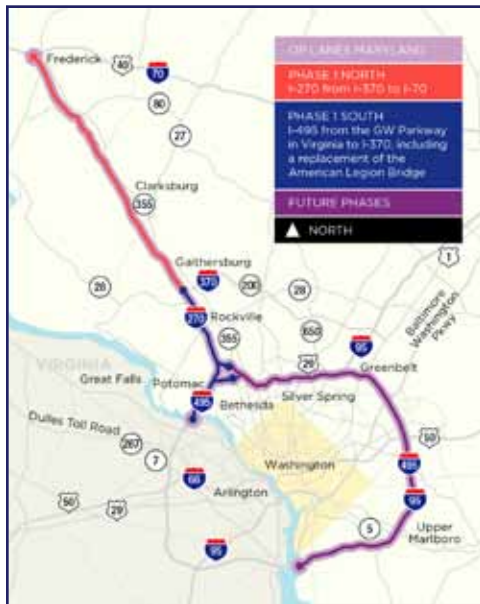 OP LANES MARYLAND
PHASE 1 NORTH
I-270 from I-370 to I-70
PHASE 1 SOUTH
I-495 from the GW Parkway
in Virginia to I-370, including
a replacement of the
American Legion Bridge
FUTURE PHASES
NORTH
Frederick
40
70
80
27
Clarksburg
355
1
Gaithersburg
370
200
28
28
270
Rockville
355
650
29
95
Baltimore
Washington
Pkwy
VIRGINIA
Great Falls
Potomac
Greenbelt
495
Bethesda
Silver Spring
Dulles Toll Road
267
7
Washington
50
495
66
Arlington
95
50
29
5
Upper
Marlboro
95